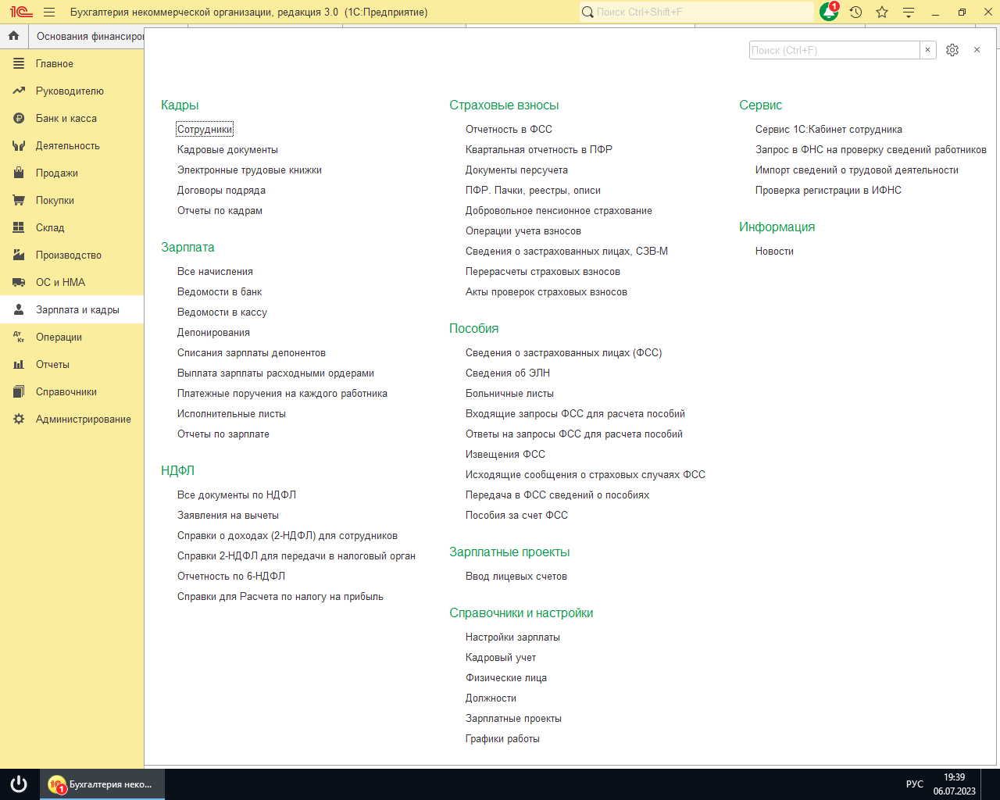 1С Бухгалтерия некоммерческой организации, редакция 3.0 (1С:Предприятие)
Поиск Ctrl+Shift+F
1
Основания финансиро
Поиск (Ctrl+F)
Главное
Руководителю
Банк и касса
Деятельность
Продажи
Покупки
Склад
Производство
ОС и НМА
Зарплата и кадры
Дт Кт Операции
Отчеты
Справочники
Администрирование
Кадры
Сотрудники
Кадровые документы
Электронные трудовые книжки
Договоры подряда
Отчеты по кадрам
Зарплата
Все начисления
Ведомости в банк
Ведомости в кассу
Депонирования
Списания зарплаты депонентов
Выплата зарплаты расходными ордерами
Платежные поручения на каждого работника
Исполнительные листы
Отчеты по зарплате
НДФЛ
Все документы по НДФЛ
Заявления на вычеты
Справки о доходах (2-НДФЛ) для сотрудников
Справки 2-НДФЛ для передачи в налоговый орган
Отчетность по 6-НДФЛ
Справки для Расчета по налогу на прибыль
Страховые взносы
Отчетность в ФСС
Квартальная отчетность в ПФР
Документы персучета
ПФР. Пачки, реестры, описи
Добровольное пенсионное страхование
Операции учета взносов
Сведения о застрахованных лицах, СЗВ-М
Перерасчеты страховых взносов
Акты проверок страховых взносов
Пособия
Сведения о застрахованных лицах (ФСС)
Сведения об ЭЛН
Больничные листы
Входящие запросы ФСС для расчета пособий
Ответы на запросы ФСС для расчета пособий
Извещения ФСС
Исходящие сообщения о страховых случаях ФСС
Передача в ФСС сведений о пособиях
Пособия за счет ФСС
Зарплатные проекты
Ввод лицевых счетов
Справочники и настройки
Настройки зарплаты
Кадровый учет
Физические лица
Должности
Зарплатные проекты
Графики работы
Сервис
Сервис 1С:Кабинет сотрудника
Запрос в ФНС на проверку сведений работников
Импорт сведений о трудовой деятельности
Проверка регистрации в ИФНС
Информация
Новости
1С 1 Бухгалтерия неко...
РУС
19:39
06.07.2023